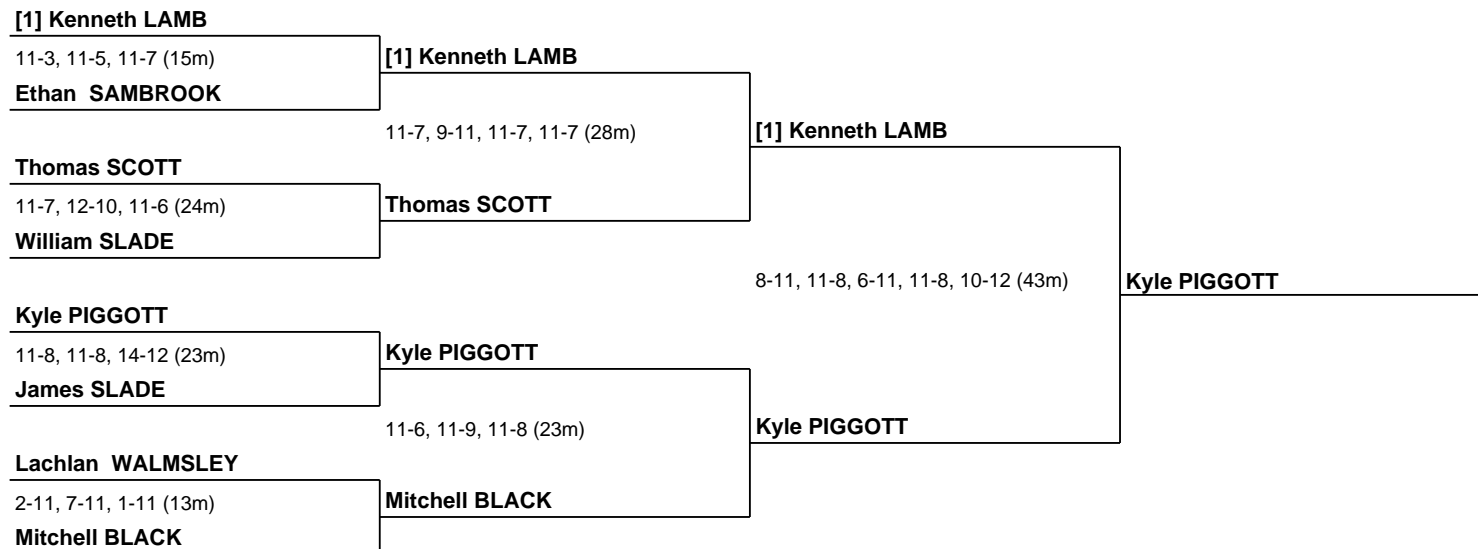 [1] Kenneth LAMB
11-3, 11-5, 11-7 (15m)
[1] Kenneth LAMB
Ethan  SAMBROOK
11-7, 9-11, 11-7, 11-7 (28m)
[1] Kenneth LAMB
Thomas SCOTT
11-7, 12-10, 11-6 (24m)
Thomas SCOTT
William SLADE
8-11, 11-8, 6-11, 11-8, 10-12 (43m)
Kyle PIGGOTT
Kyle PIGGOTT
11-8, 11-8, 14-12 (23m)
Kyle PIGGOTT
James SLADE
11-6, 11-9, 11-8 (23m)
Kyle PIGGOTT
Lachlan  WALMSLEY
2-11, 7-11, 1-11 (13m)
Mitchell BLACK
Mitchell BLACK